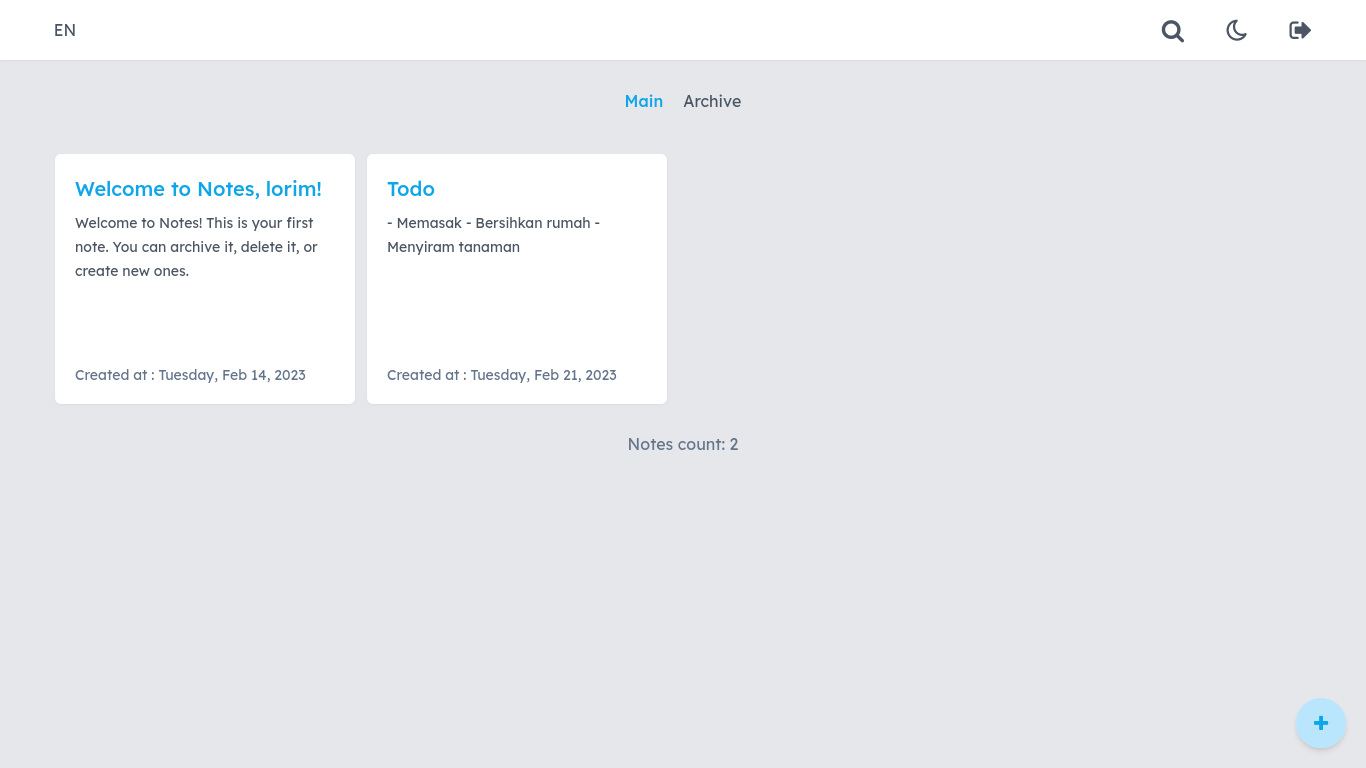 EN
Main Archive
Welcome to Notes, lorim!
Welcome to Notes! This is your first
note. You can archive it, delete it, or
create new ones.
Created at : Tuesday, Feb 14, 2023
Todo
- Memasak - Bersihkan rumah -
Menyiram tanaman
Created at : Tuesday, Feb 21, 2023
Notes count: 2